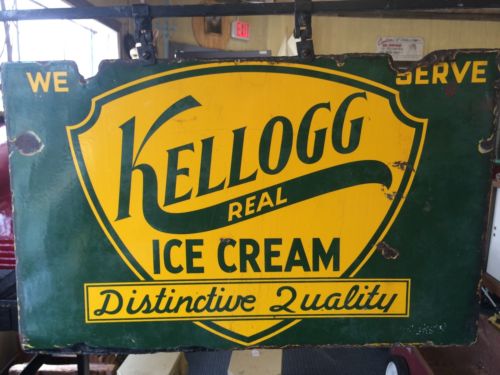 WE SERVE
KELLOGG
REAL
ICE CREAM
Distinctive Quality
EXIT